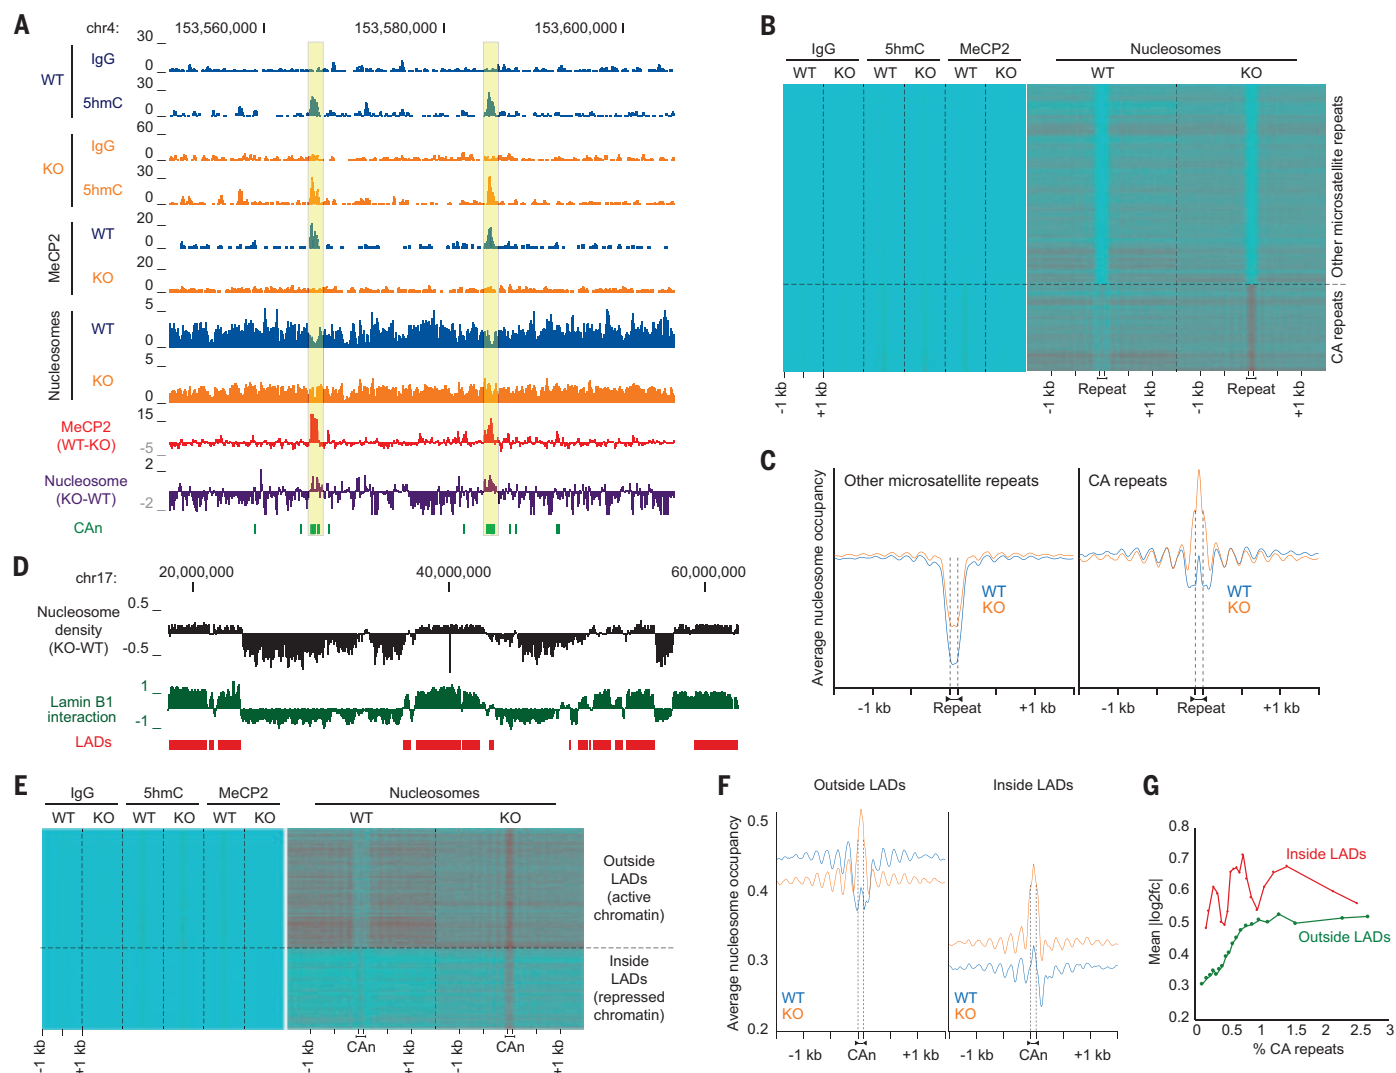 A
chr4:
153,560,000
153,580,000
153,600,000
WT
IgG
30
0
5hmC
30
0
KO
IgG
60
0
5hmC
30
0
MeCP2
WT
20
0
KO
20
0
Nucleosomes
WT
5
0
KO
5
0
MeCP2
(WT-KO)
15
-5
Nucleosome
(KO-WT)
2
-2
CAn
B
IgG
5hmC
MeCP2
Nucleosomes
WT
KO
WT
KO
WT
KO
WT
KO
Other microsatellite repeats
CA repeats
-1 kb
+1 kb
-1 kb
Repeat
+1 kb
-1 kb
Repeat
+1 kb
C
Average nucleosome occupancy
Other microsatellite repeats
WT
KO
-1 kb
Repeat
+1 kb
CA repeats
WT
KO
-1 kb
Repeat
+1 kb
D
chr17:
20,000,000
40,000,000
60,000,000
Nucleosome
density
(KO-WT)
0.5
-0.5
Lamin B1
interaction
1
-1
LADs
E
IgG
5hmC
MeCP2
Nucleosomes
WT
KO
WT
KO
WT
KO
WT
KO
Outside
LADs
(active
chromatin)
Inside
LADs
(repressed
chromatin)
-1 kb
+1 kb
-1 kb
CAn
+1 kb
-1 kb
CAn
+1 kb
F
Outside LADs
Inside LADs
Average nucleosome occupancy
0.5
0.4
0.3
0.2
WT
KO
WT
KO
-1 kb
CAn
+1 kb
-1 kb
CAn
+1 kb
G
Mean |log2fc|
0.8
0.7
0.6
0.5
0.4
0.3
0.2
Inside LADs
Outside LADs
0
0.5
1
1.5
2
2.5
3
% CA repeats